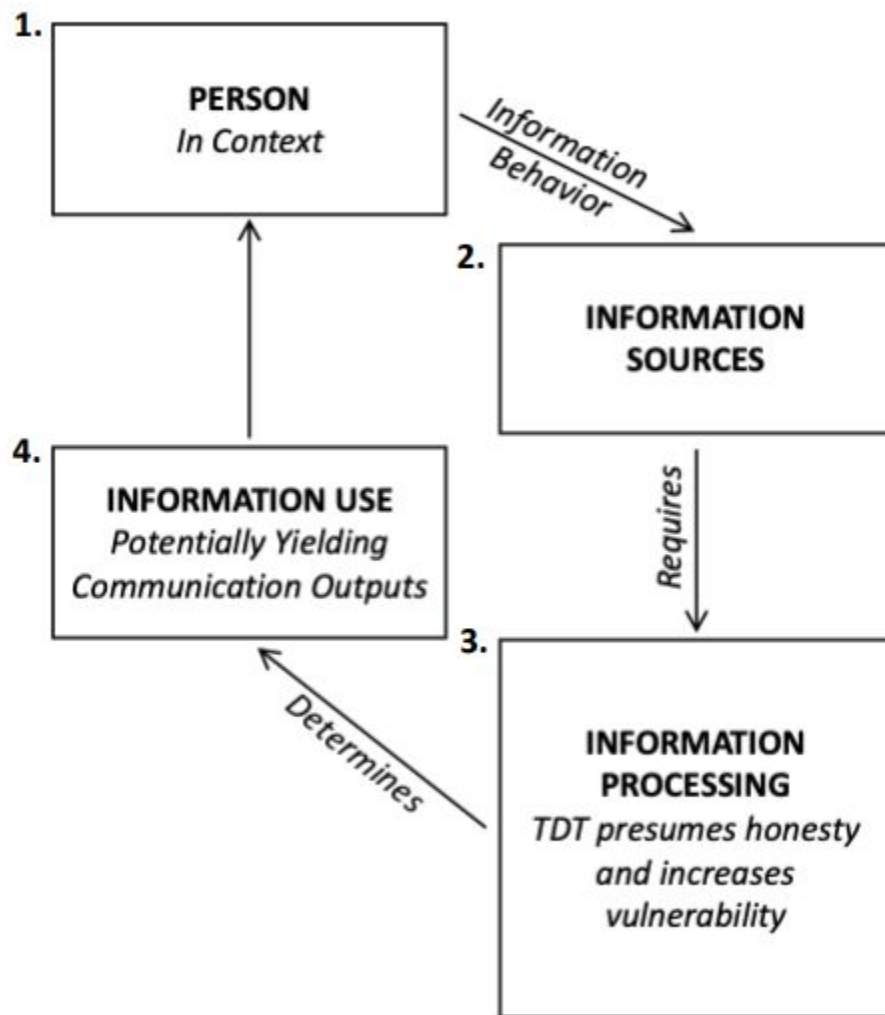 1.
PERSON
In Context
Information
Behavior
2.
INFORMATION
SOURCES
Requires
3.
INFORMATION
PROCESSING
TDT presumes honesty
and increases
vulnerability
Determines
4.
INFORMATION USE
Potentially Yielding
Communication Outputs